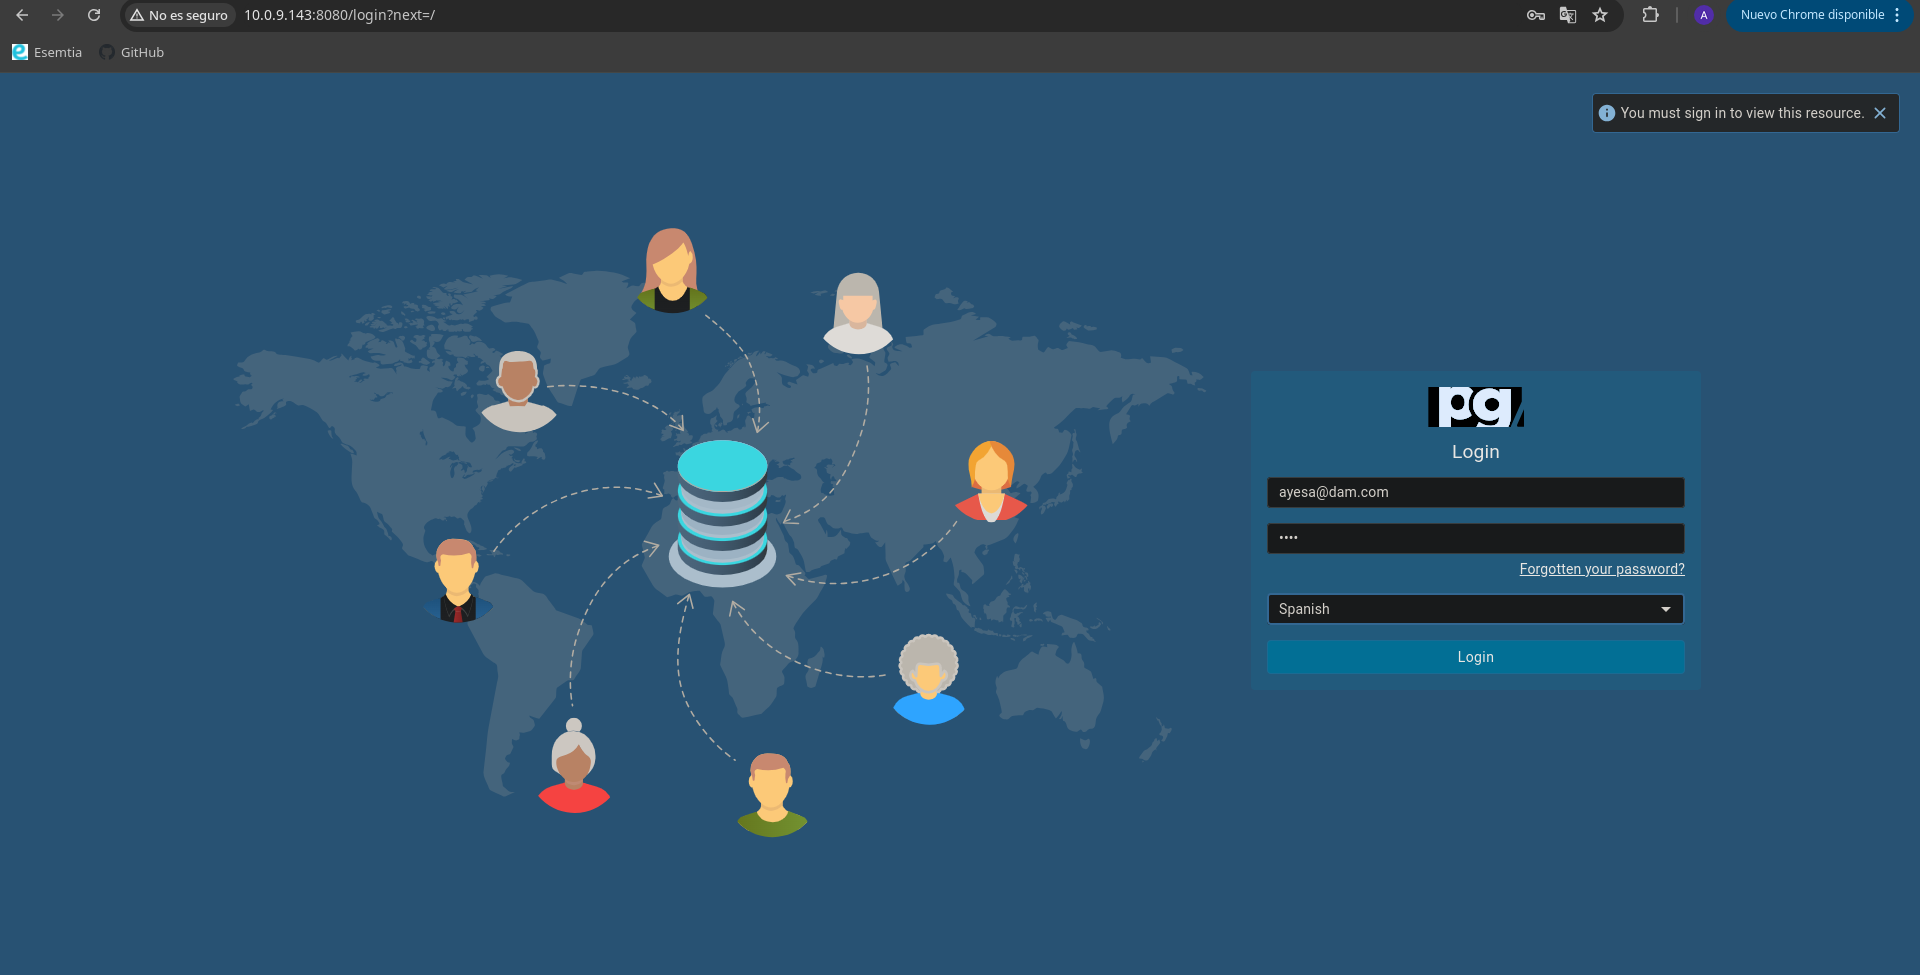 No es seguro 10.0.9.143:8080/login?next=/ A Nuevo Chrome disponible
Esemtia GitHub
You must sign in to view this resource.
pg
Login
ayesa@dam.com
••••
Forgotten your password?
Spanish
Login